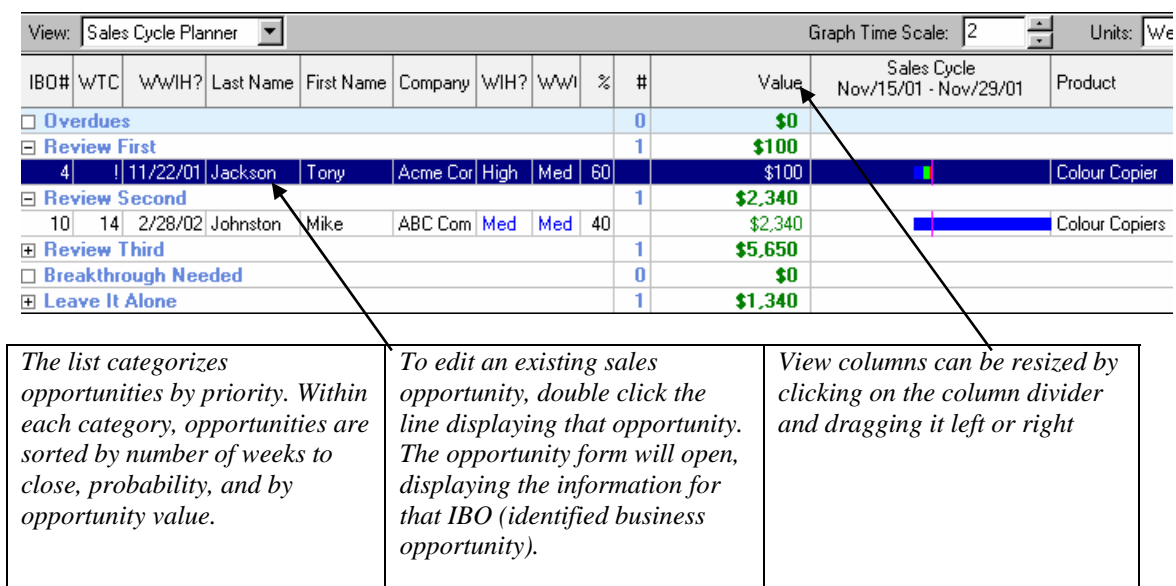 View: Sales Cycle Planner Graph Time Scale: 2 Units: We
IBO# WTC WWIH? Last Name First Name Company WIH? WWI % # Value Sales Cycle Product
Nov/15/01 - Nov/29/01
Overdues 0 $0
Review First 1 $100
4 ! 11/22/01 Jackson Tony Acme Cor High Med 60 $100 Colour Copier
Review Second 1 $2,340
10 14 2/28/02 Johnston Mike ABC Com Med Med 40 $2,340 Colour Copiers
Review Third 1 $5,650
Breakthrough Needed 0 $0
Leave It Alone 1 $1,340
The list categorizes
opportunities by priority. Within
each category, opportunities are
sorted by number of weeks to
close, probability, and by
opportunity value.
To edit an existing sales
opportunity, double click the
line displaying that opportunity.
The opportunity form will open,
displaying the information for
that IBO (identified business
opportunity).
View columns can be resized by
clicking on the column divider
and dragging it left or right